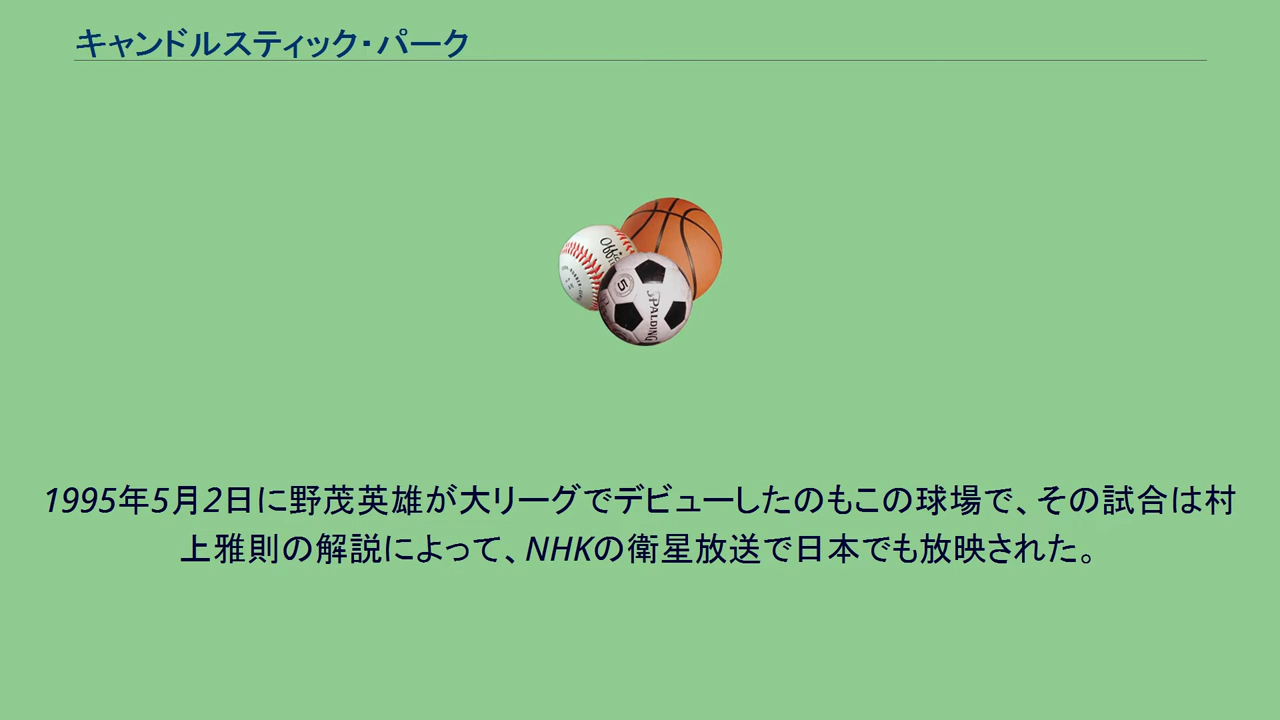 キャンドルスティック・パーク
Offic
5
SPALDING
1995年5月2日に野茂英雄が大リーグでデビューしたのもこの球場で、その試合は村
上雅則の解説によって、NHKの衛星放送で日本でも放映された。